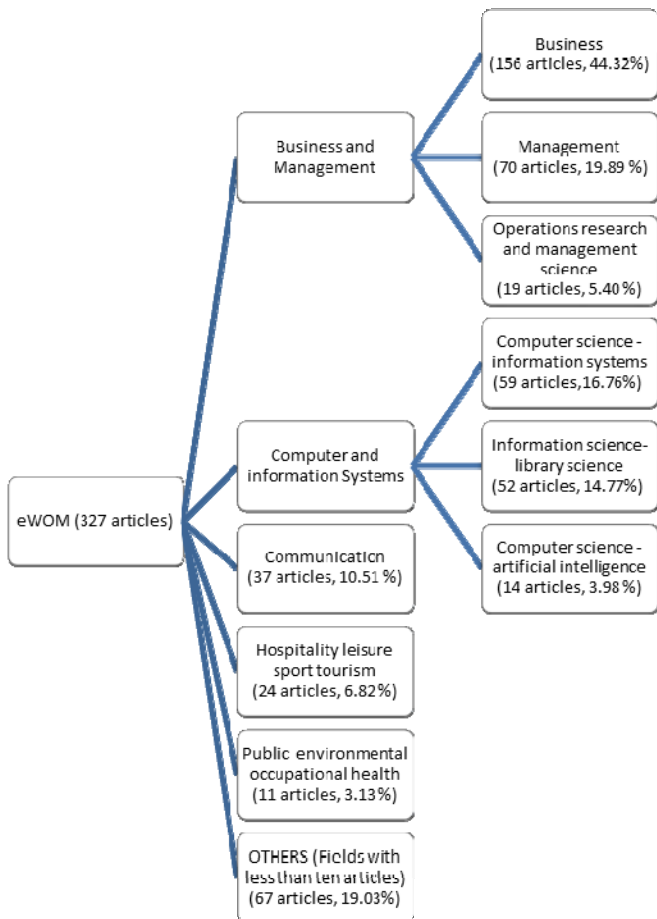 eWOM (327 articles)
Business and
Management
Business
(156 articles, 44.32%)
Management
(70 articles, 19.89 %)
Operations research
and management
science
(19 articles, 5.40 %)
Computer and
information Systems
Computer science -
information systems
(59 articles,16.76%)
Information science-
library science
(52 articles, 14.77%)
Computer science -
artificial intelligence
(14 articles, 3.98 %)
Communication
(37 articles, 10.51 %)
Hospitality leisure
sport tourism
(24 articles, 6.82%)
Public environmental
occupational health
(11 articles, 3.13%)
OTHERS (Fields with
less than ten articles)
(67 articles, 19.03%)